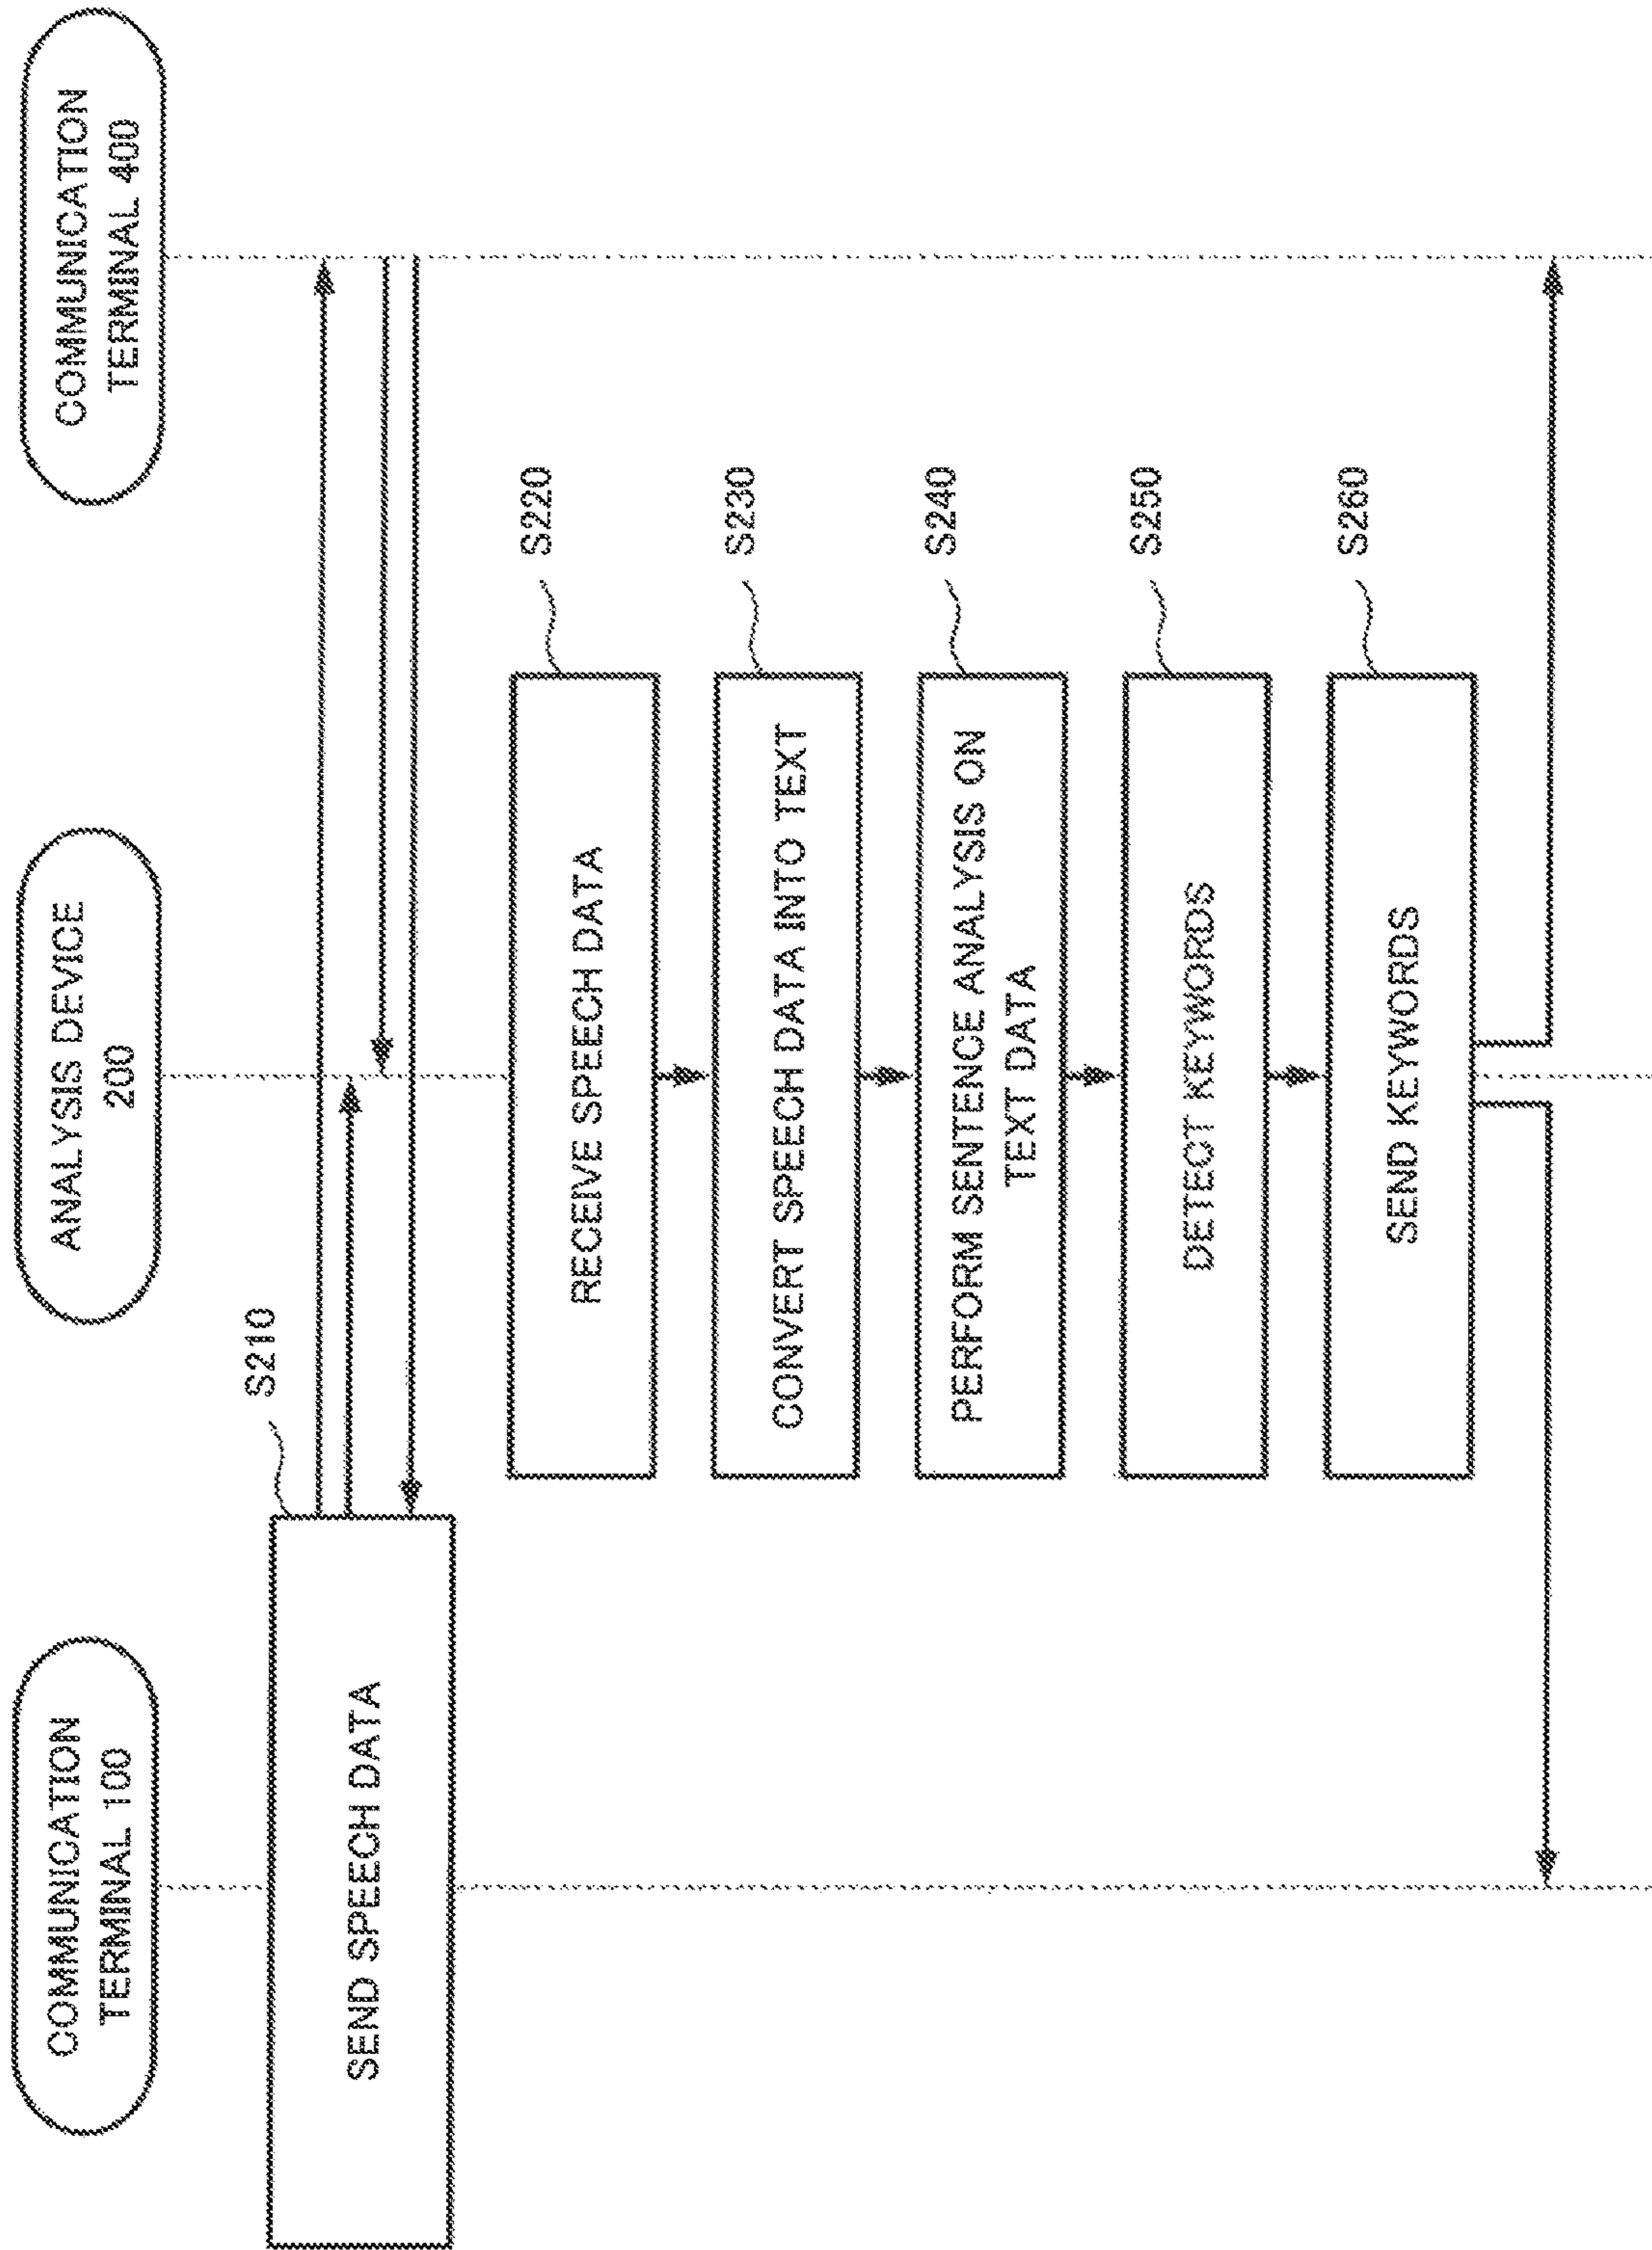 COMMUNICATION
TERMINAL 100
ANALYSIS DEVICE
200
COMMUNICATION
TERMINAL 400
S210
SEND SPEECH DATA
S220
RECEIVE SPEECH DATA
S230
CONVERT SPEECH DATA INTO TEXT
S240
PERFORM SENTENCE ANALYSIS ON
TEXT DATA
S250
DETECT KEYWORDS
S260
SEND KEYWORDS